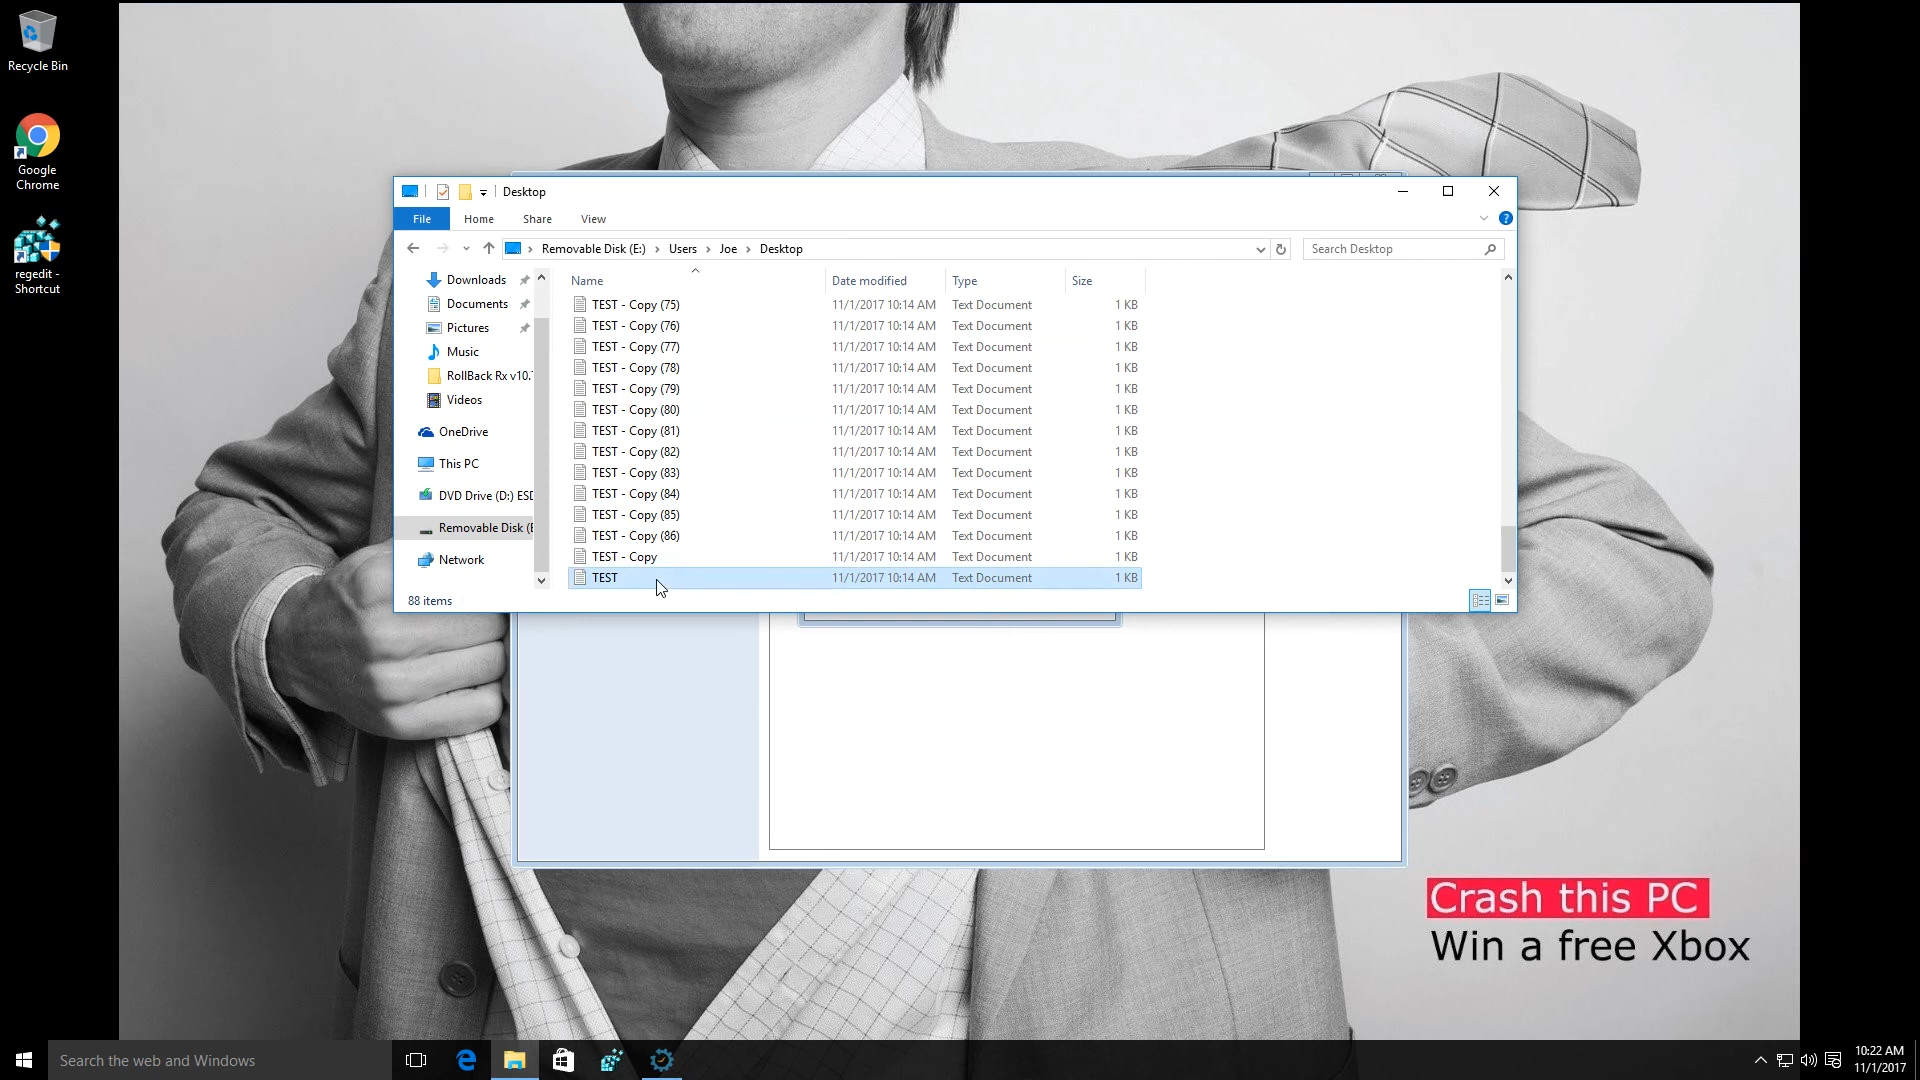 Recycle Bin
Google
Chrome
regedit -
Shortcut
Desktop
File Home Share View
Removable Disk (E:) Users Joe Desktop
Search Desktop
Downloads
Documents
Pictures
Music
RollBack Rx v10.
Videos
OneDrive
This PC
DVD Drive (D:) ESD
Removable Disk (E
Network
Name Date modified Type Size
TEST - Copy (75) 11/1/2017 10:14 AM Text Document 1 KB
TEST - Copy (76) 11/1/2017 10:14 AM Text Document 1 KB
TEST - Copy (77) 11/1/2017 10:14 AM Text Document 1 KB
TEST - Copy (78) 11/1/2017 10:14 AM Text Document 1 KB
TEST - Copy (79) 11/1/2017 10:14 AM Text Document 1 KB
TEST - Copy (80) 11/1/2017 10:14 AM Text Document 1 KB
TEST - Copy (81) 11/1/2017 10:14 AM Text Document 1 KB
TEST - Copy (82) 11/1/2017 10:14 AM Text Document 1 KB
TEST - Copy (83) 11/1/2017 10:14 AM Text Document 1 KB
TEST - Copy (84) 11/1/2017 10:14 AM Text Document 1 KB
TEST - Copy (85) 11/1/2017 10:14 AM Text Document 1 KB
TEST - Copy (86) 11/1/2017 10:14 AM Text Document 1 KB
TEST - Copy 11/1/2017 10:14 AM Text Document 1 KB
TEST 11/1/2017 10:14 AM Text Document 1 KB
88 items
Crash this PC
Win a free Xbox
Search the web and Windows
10:22 AM
11/1/2017